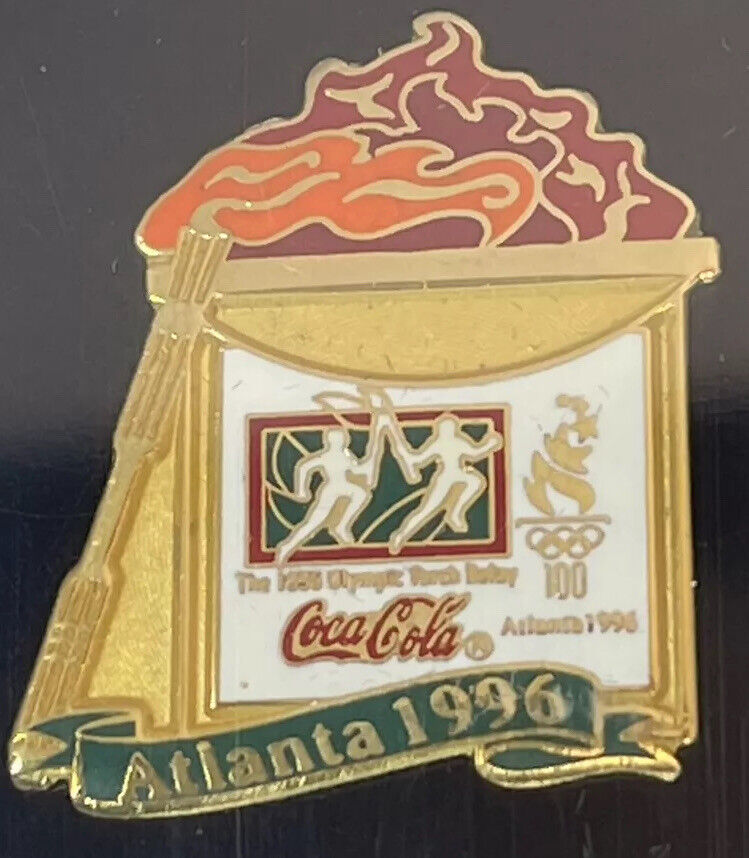 The 1996 Olympic Torch Relay
Coca-Cola ®
100
Atlanta 1996
Atlanta 1996